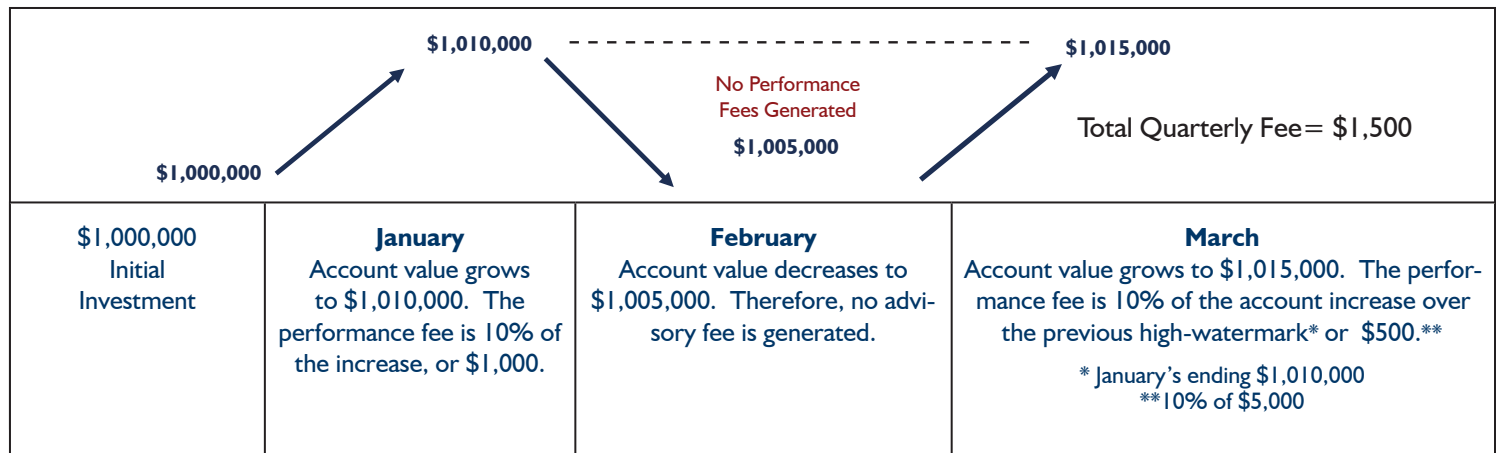 $1,010,000
$1,015,000
No Performance
Fees Generated
$1,005,000
Total Quarterly Fee= $1,500
$1,000,000
$1,000,000
Initial
Investment
January
Account value grows
to $1,010,000. The
performance fee is 10% of
the increase, or $1,000.
February
Account value decreases to
$1,005,000. Therefore, no advi-
sory fee is generated.
March
Account value grows to $1,015,000. The perfor-
mance fee is 10% of the account increase over
the previous high-watermark* or $500.**
* January's ending $1,010,000
**10% of $5,000